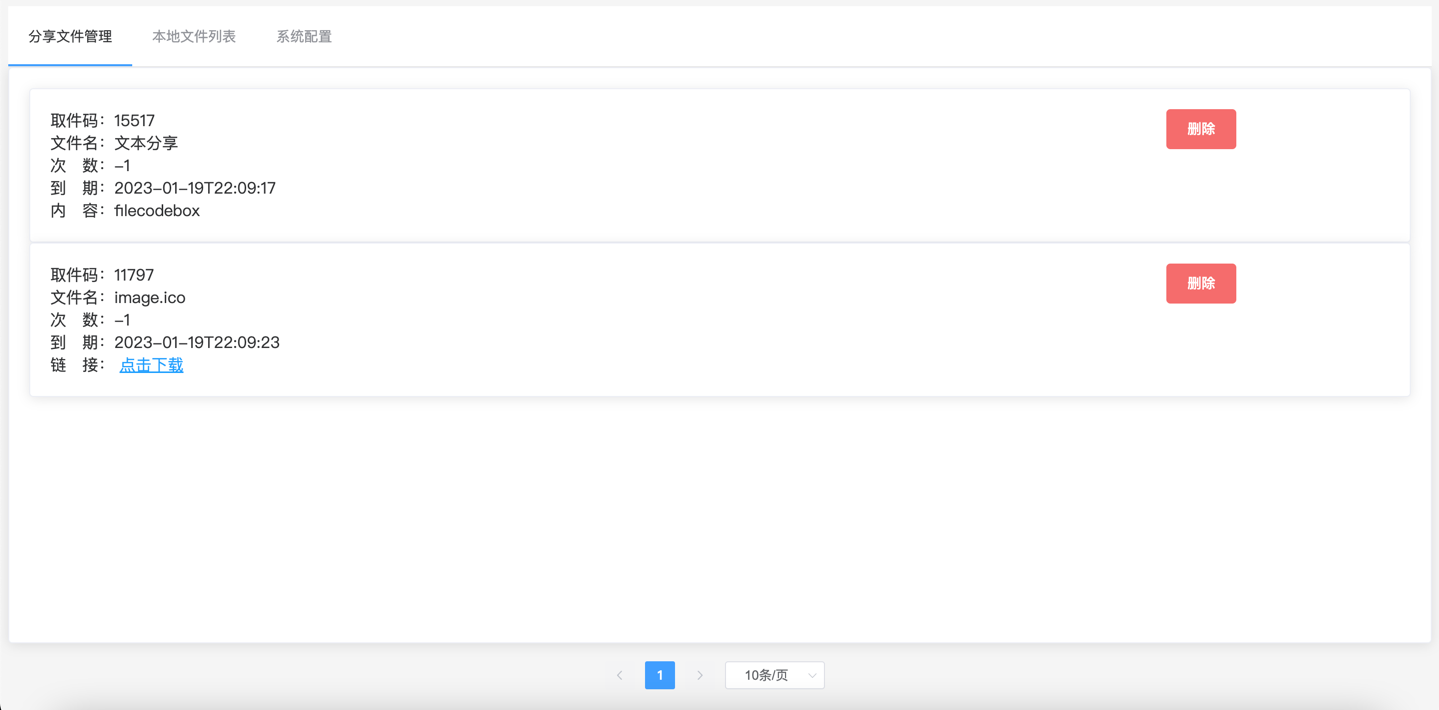 分享文件管理 本地文件列表 系统配置
取件码：15517
删除
文件名：文本分享
次 数：-1
到 期：2023-01-19T22:09:17
内 容：filecodebox
取件码：11797
删除
文件名：image.ico
次 数：-1
到 期：2023-01-19T22:09:23
链 接： 点击下载
1 10条/页